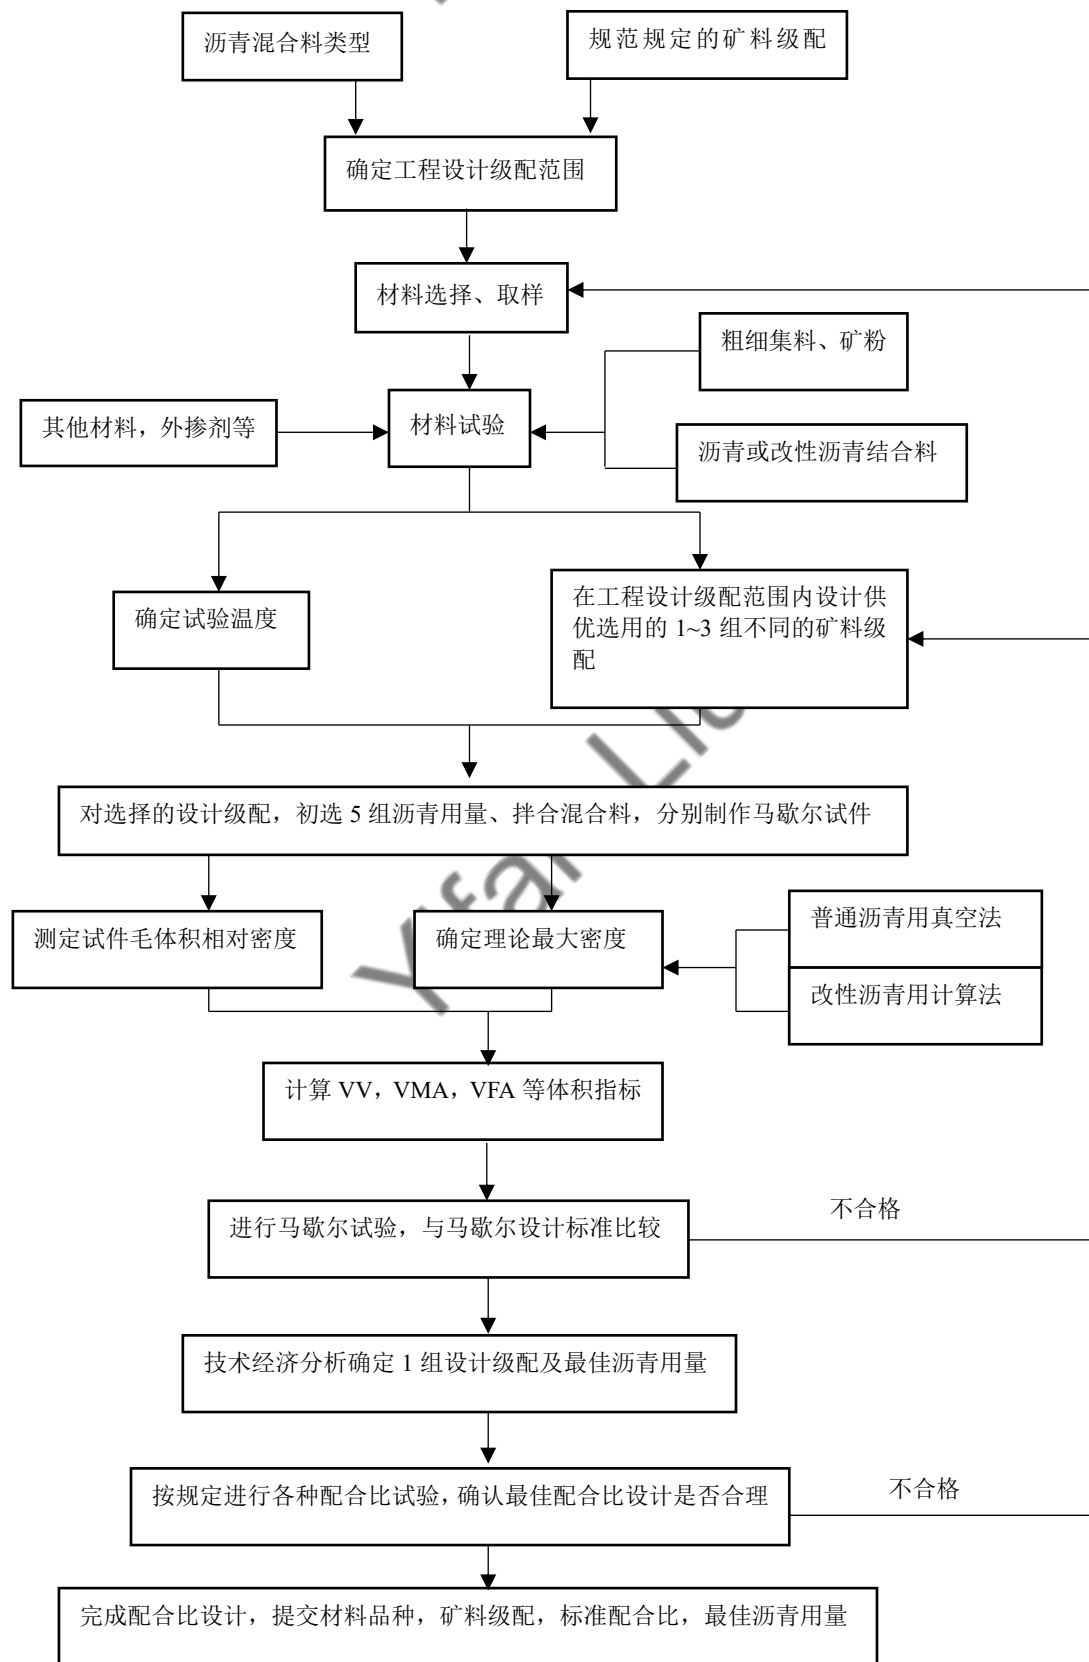 沥青混合料类型
规范规定的矿料级配
确定工程设计级配范围
材料选择、取样
粗细集料、矿粉
其他材料，外掺剂等
材料试验
沥青或改性沥青结合料
确定试验温度
在工程设计级配范围内设计供
优选用的 1~3 组不同的矿料级
配
对选择的设计级配，初选 5 组沥青用量、拌合混合料，分别制作马歇尔试件
测定试件毛体积相对密度
确定理论最大密度
普通沥青用真空法
改性沥青用计算法
计算 VV，VMA，VFA 等体积指标
进行马歇尔试验，与马歇尔设计标准比较
不合格
技术经济分析确定 1 组设计级配及最佳沥青用量
按规定进行各种配合比试验，确认最佳配合比设计是否合理
不合格
完成配合比设计，提交材料品种，矿料级配，标准配合比，最佳沥青用量